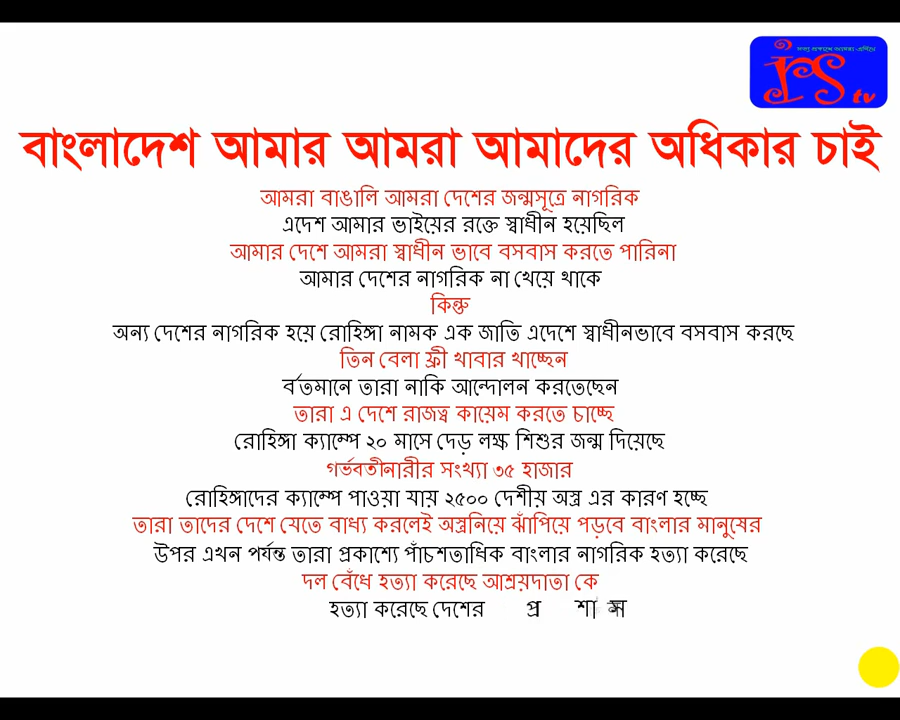 iPS tv
বাংলাদেশ আমার আমরা আমাদের অধিকার চাই
আমরা বাঙালি আমরা দেশের জন্মসূত্রে নাগরিক
এদেশ আমার ভাইয়ের রক্তে স্বাধীন হয়েছিল
আমার দেশে আমরা স্বাধীন ভাবে বসবাস করতে পারিনা
আমার দেশের নাগরিক না খেয়ে থাকে
কিন্তু
অন্য দেশের নাগরিক হয়ে রোহিঙ্গা নামক এক জাতি এদেশে স্বাধীনভাবে বসবাস করছে
তিন বেলা ফ্রী খাবার খাচ্ছেন
বর্তমানে তারা নাকি আন্দোলন করতেছেন
তারা এ দেশে রাজত্ব কায়েম করতে চাচ্ছে
রোহিঙ্গা ক্যাম্পে ২০ মাসে দেড় লক্ষ শিশুর জন্ম দিয়েছে
গর্ভবতীনারীর সংখ্যা ৩৫ হাজার
রোহিঙ্গাদের ক্যাম্পে পাওয়া যায় ২৫০০ দেশীয় অস্ত্র এর কারণ হচ্ছে
তারা তাদের দেশে যেতে বাধ্য করলেই অস্ত্রনিয়ে ঝাঁপিয়ে পড়বে বাংলার মানুষের
উপর এখন পর্যন্ত তারা প্রকাশ্যে পাঁচশতাধিক বাংলার নাগরিক হত্যা করেছে
দল বেঁধে হত্যা করেছে আশ্রয়দাতা কে
হত্যা করেছে দেশের প্র শা